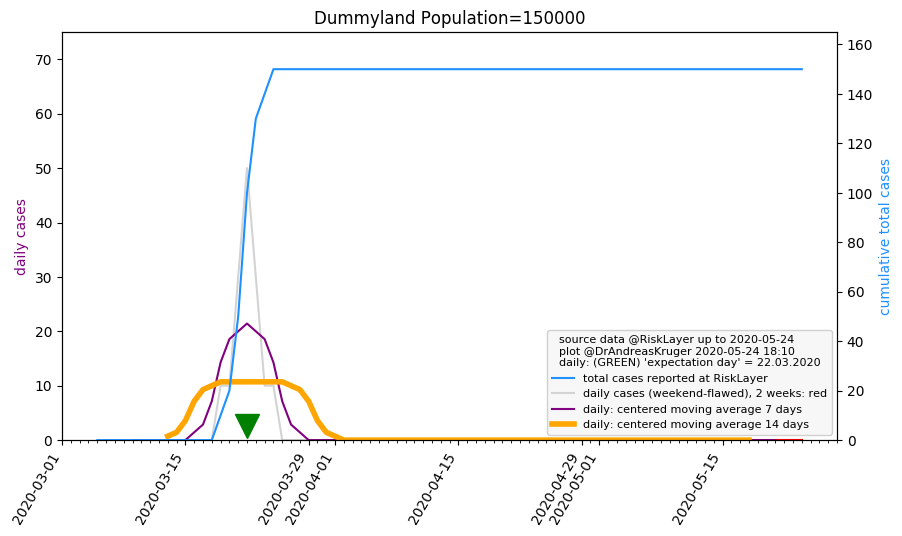 Dummyland Population=150000
70
60
50
40
30
20
10
0
daily cases
160
140
120
100
80
60
40
20
0
cumulative total cases
source data @RiskLayer up to 2020-05-24
plot @DrAndreasKruger 2020-05-24 18:10
daily: (GREEN) 'expectation day' = 22.03.2020
total cases reported at RiskLayer
daily cases (weekend-flawed), 2 weeks: red
daily: centered moving average 7 days
daily: centered moving average 14 days
2020-03-01
2020-03-15
2020-03-29
2020-04-01
2020-04-15
2020-04-29
2020-05-01
2020-05-15